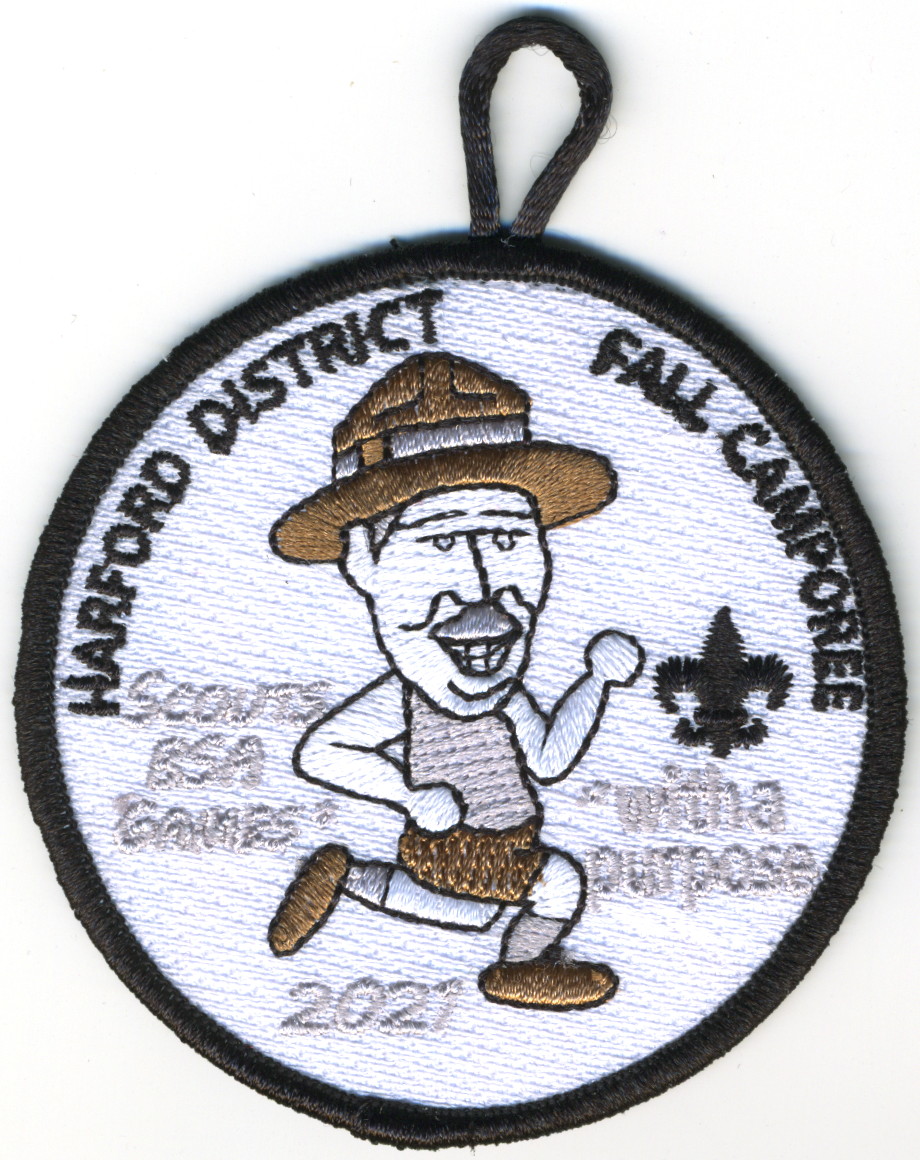 HARFORD DISTRICT
FALL CAMPOREE
Scouts
BSA
Games'
'with a
purpose
2021